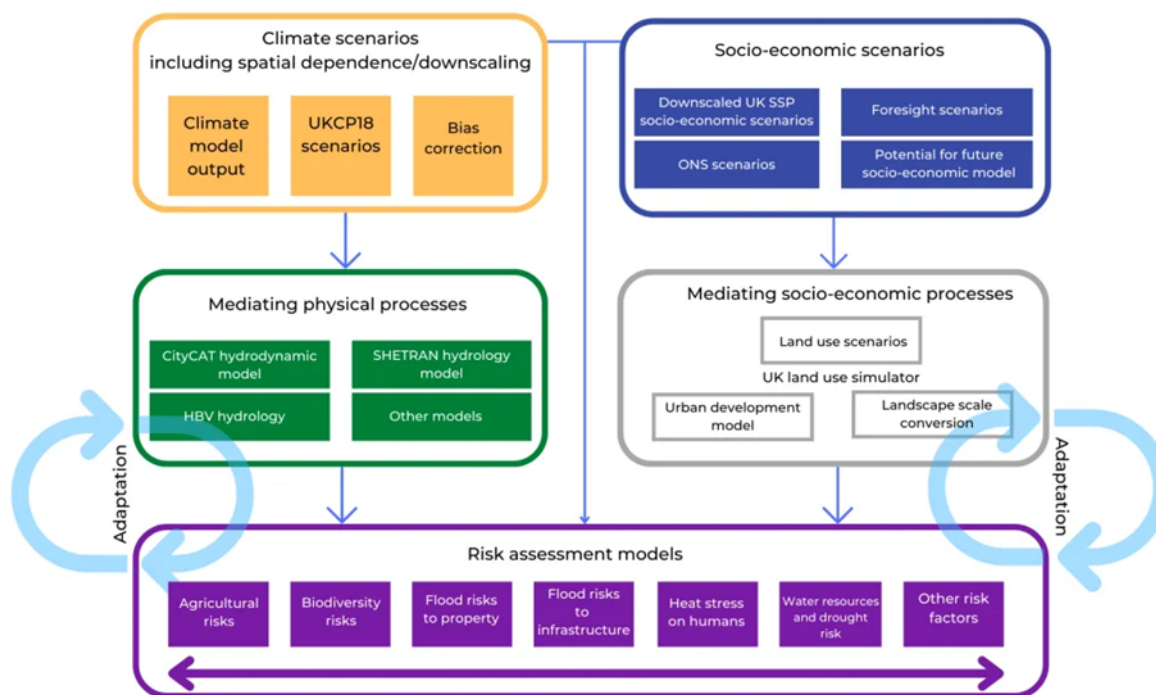 Climate scenarios
including spatial dependence/downscaling
Climate
model
output
UKCP18
scenarios
Bias
correction
Socio-economic scenarios
Downscaled UK SSP
socio-economic scenarios
Foresight scenarios
ONS scenarios
Potential for future
socio-economic model
Mediating physical processes
CityCAT hydrodynamic
model
SHETRAN hydrology
model
HBV hydrology
Other models
Mediating socio-economic processes
Land use scenarios
UK land use simulator
Urban development
model
Landscape scale
conversion
Adaptation
Adaptation
Risk assessment models
Agricultural
risks
Biodiversity
risks
Flood risks
to property
Flood risks
to
infrastructure
Heat stress
on humans
Water resources
and drought
risk
Other risk
factors